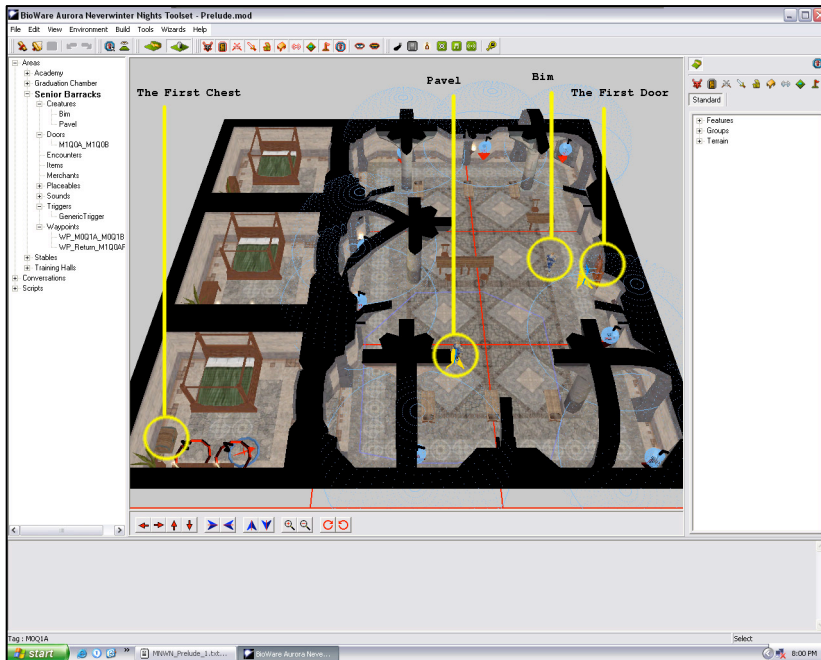 BioWare Aurora Neverwinter Nights Toolset - Prelude.mod
File Edit View Environment Build Tools Wizards Help
Areas
Academy
Graduation Chamber
Senior Barracks
Creatures
Bim
Pavel
Doors
M1Q0A_M1Q0B
Encounters
Items
Merchants
Placeables
Sounds
Triggers
GenericTrigger
Waypoints
WP_M0Q1A_M0Q1B
WP_Return_M1Q0AF
Stables
Training Halls
Conversations
Scripts
The First Chest
Pavel
Bim
The First Door
Standard
Features
Groups
Terrain
Tag : M0Q1A
Select
start
MNWN_Prelude_1.txt...
BioWare Aurora Neve...
8:00 PM